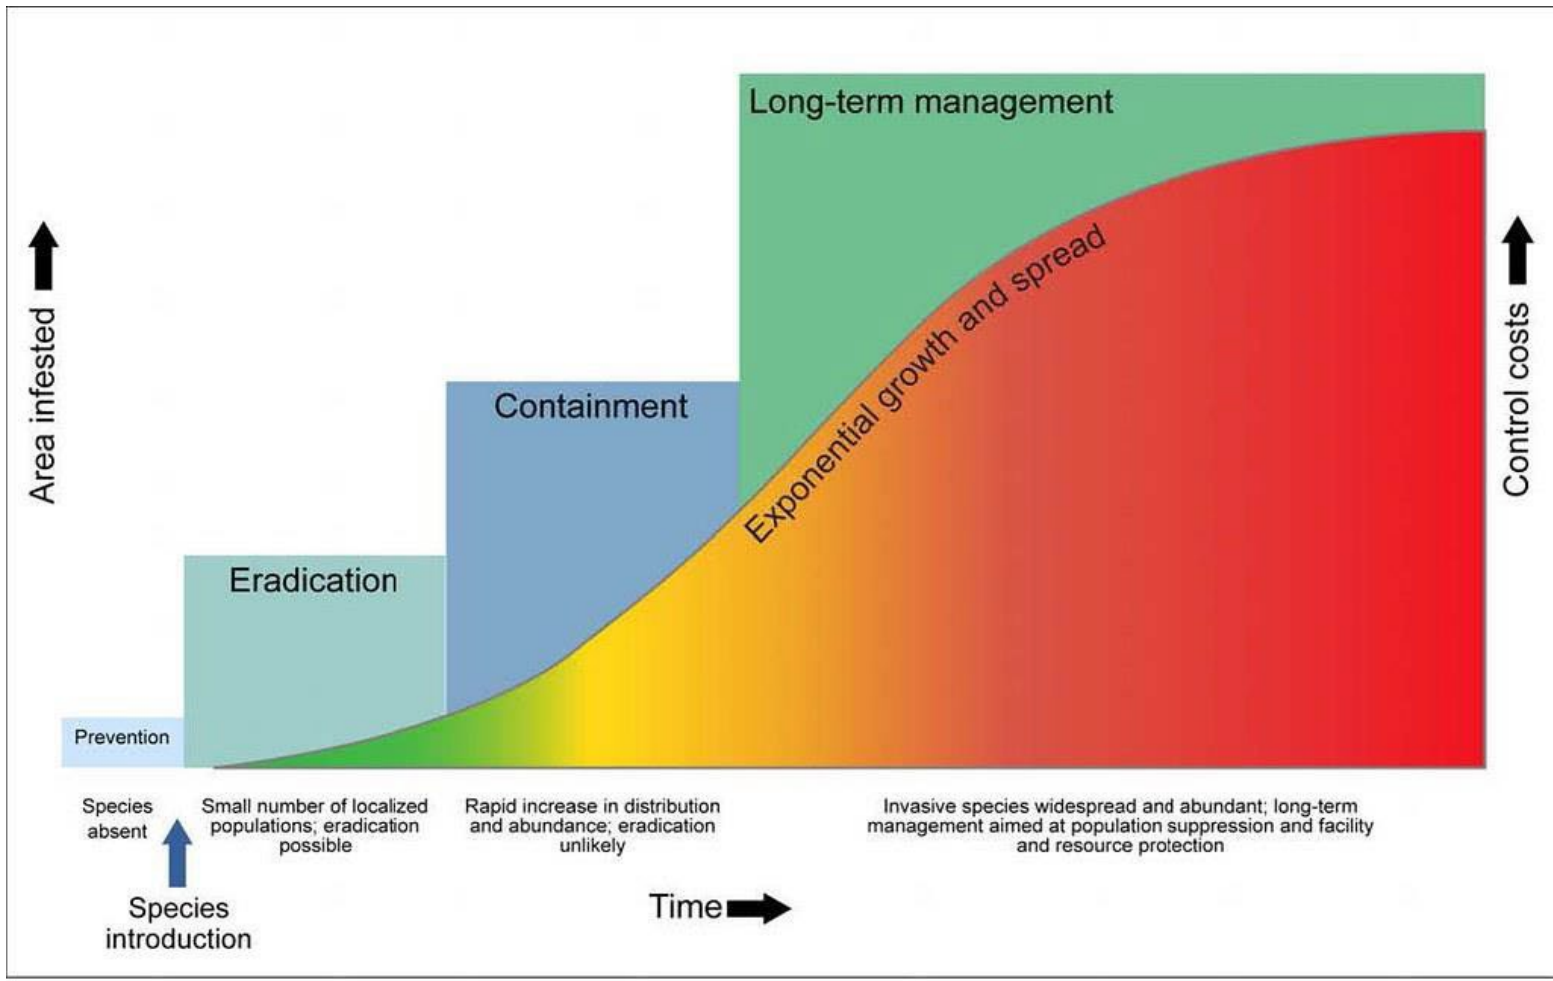 Long-term management
Exponential growth and spread
Containment
Eradication
Prevention
Area infested
Control costs
Species
absent
Small number of localized
populations; eradication
possible
Rapid increase in distribution
and abundance; eradication
unlikely
Invasive species widespread and abundant; long-term
management aimed at population suppression and facility
and resource protection
Species
introduction
Time